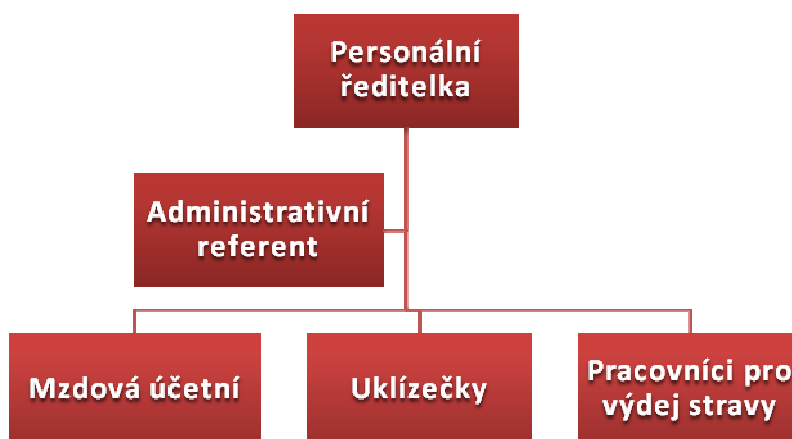 Personální
ředitelka
Administrativní
referent
Mzdová účetní
Uklízečky
Pracovníci pro
výdej stravy